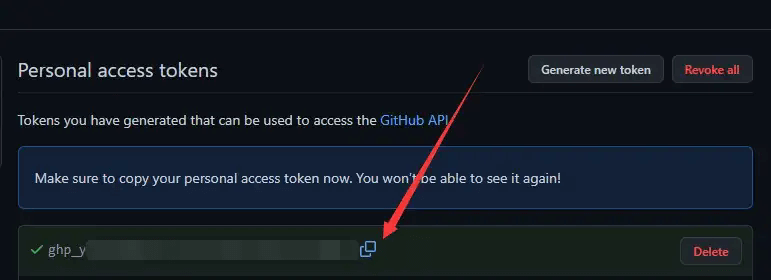 Personal access tokens
Generate new token
Revoke all
Tokens you have generated that can be used to access the GitHub API.
Make sure to copy your personal access token now. You won't be able to see it again!
ghp_y
Delete